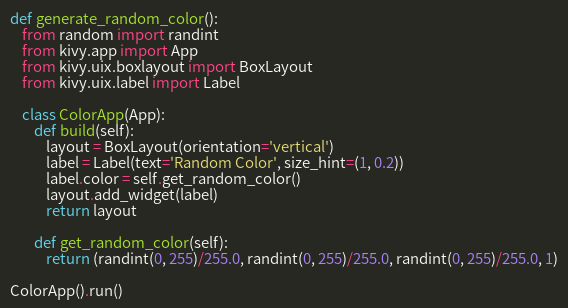 def generate_random_color():
    from random import randint
    from kivy.app import App
    from kivy.uix.boxlayout import BoxLayout
    from kivy.uix.label import Label

    class ColorApp(App):
        def build(self):
            layout = BoxLayout(orientation='vertical')
            label = Label(text='Random Color', size_hint=(1, 0.2))
            label.color = self.get_random_color()
            layout.add_widget(label)
            return layout

        def get_random_color(self):
            return (randint(0, 255)/255.0, randint(0, 255)/255.0, randint(0, 255)/255.0, 1)

ColorApp().run()